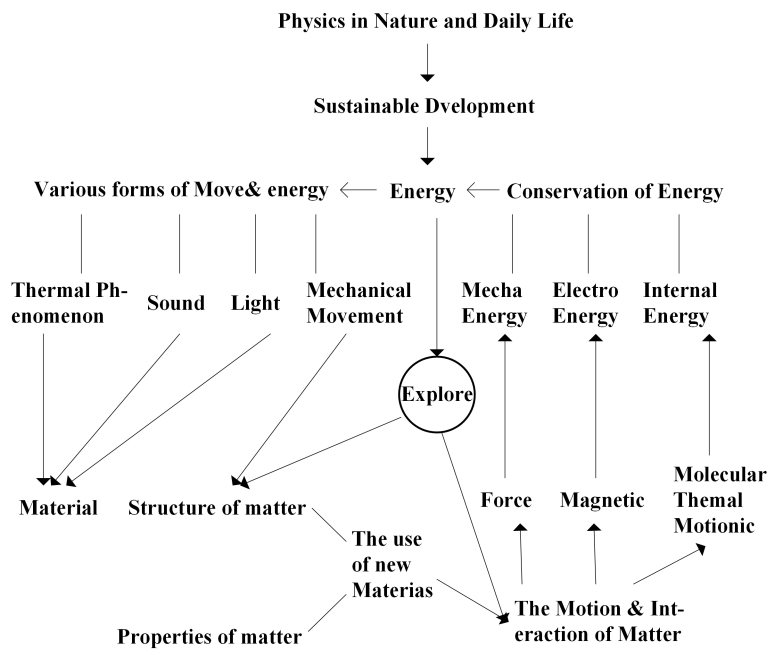 Physics in Nature and Daily Life
Sustainable Dvelopment
Various forms of Move& energy
Energy
Conservation of Energy
Thermal Ph-
enomenon
Sound
Light
Mechanical
Movement
Mecha
Energy
Electro
Energy
Internal
Energy
Explore
Material
Structure of matter
Force
Magnetic
Molecular
Themal
Motionic
The use
of new
Materias
Properties of matter
The Motion & Int-
eraction of Matter